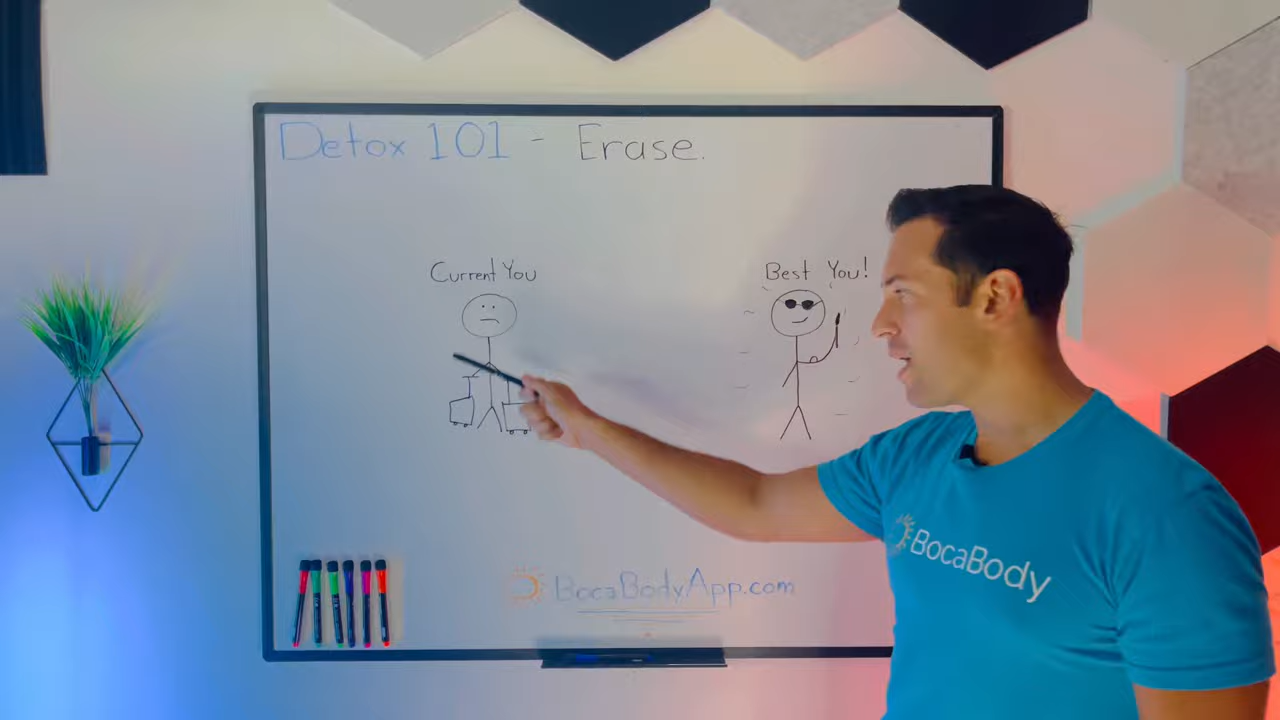 Detox 101 - Erase.
Current You
Best You!
BocaBodyApp.com
BocaBody